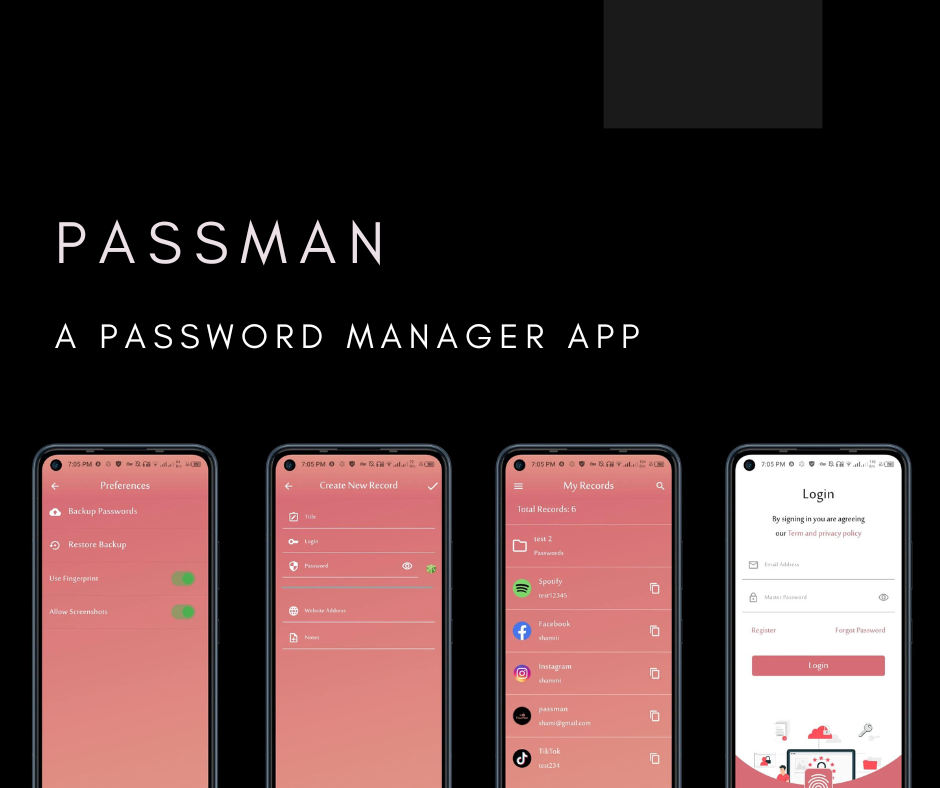 PASSMAN
A PASSWORD MANAGER APP
7:05 PM
Preferences
Backup Passwords
Restore Backup
Use Fingerprint
Allow Screenshots
7:05 PM
Create New Record
Title
Login
Password
Website Address
Notes
7:05 PM
My Records
Total Records: 6
test 2
Passwords
Spotify
test12345
Facebook
shamiii
Instagram
shammi
passman
shami@gmail.com
TikTok
test234
7:05 PM
Login
By signing in you are agreeing
our Term and privacy policy
Email Address
Master Password
Register Forgot Password
Login